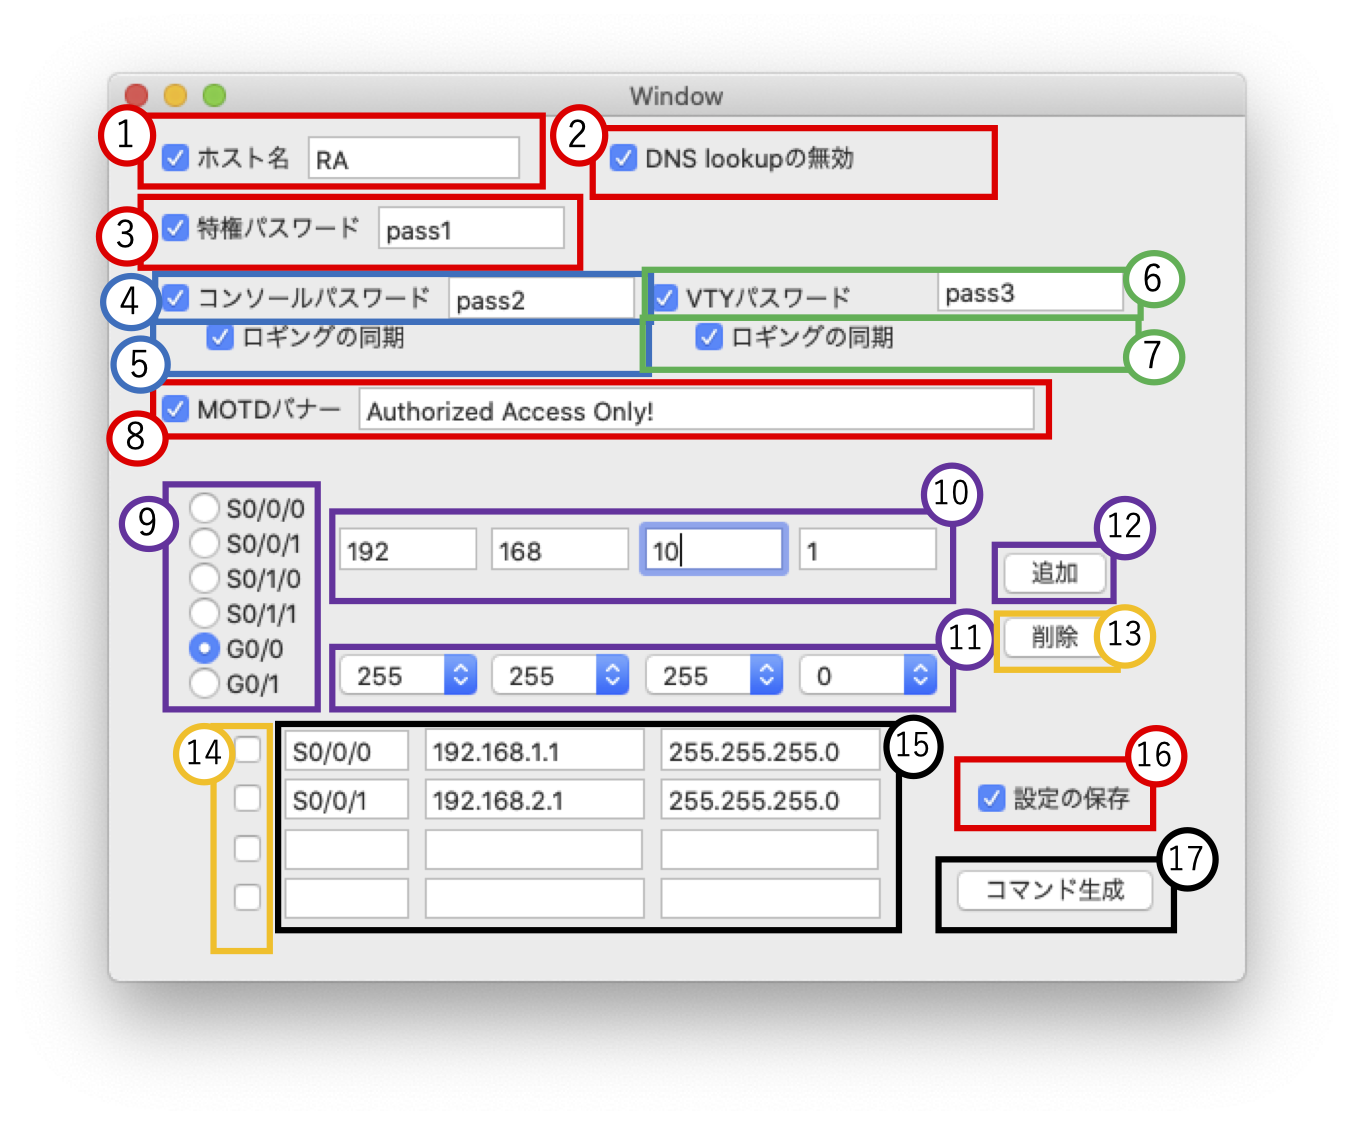 Window
1 ホスト名 RA 2 DNS lookupの無効
3 特権パスワード pass1
4 コンソールパスワード pass2 VTYパスワード pass3 6
5 ロギングの同期 ロギングの同期 7
8 MOTDバナー Authorized Access Only!
9 S0/0/0
S0/0/1
S0/1/0
S0/1/1
G0/0
G0/1
10
192 168 10 1
11
255 255 255 0
12 追加
削除 13
14 15
S0/0/0 192.168.1.1 255.255.255.0
S0/0/1 192.168.2.1 255.255.255.0
16
設定の保存
17
コマンド生成